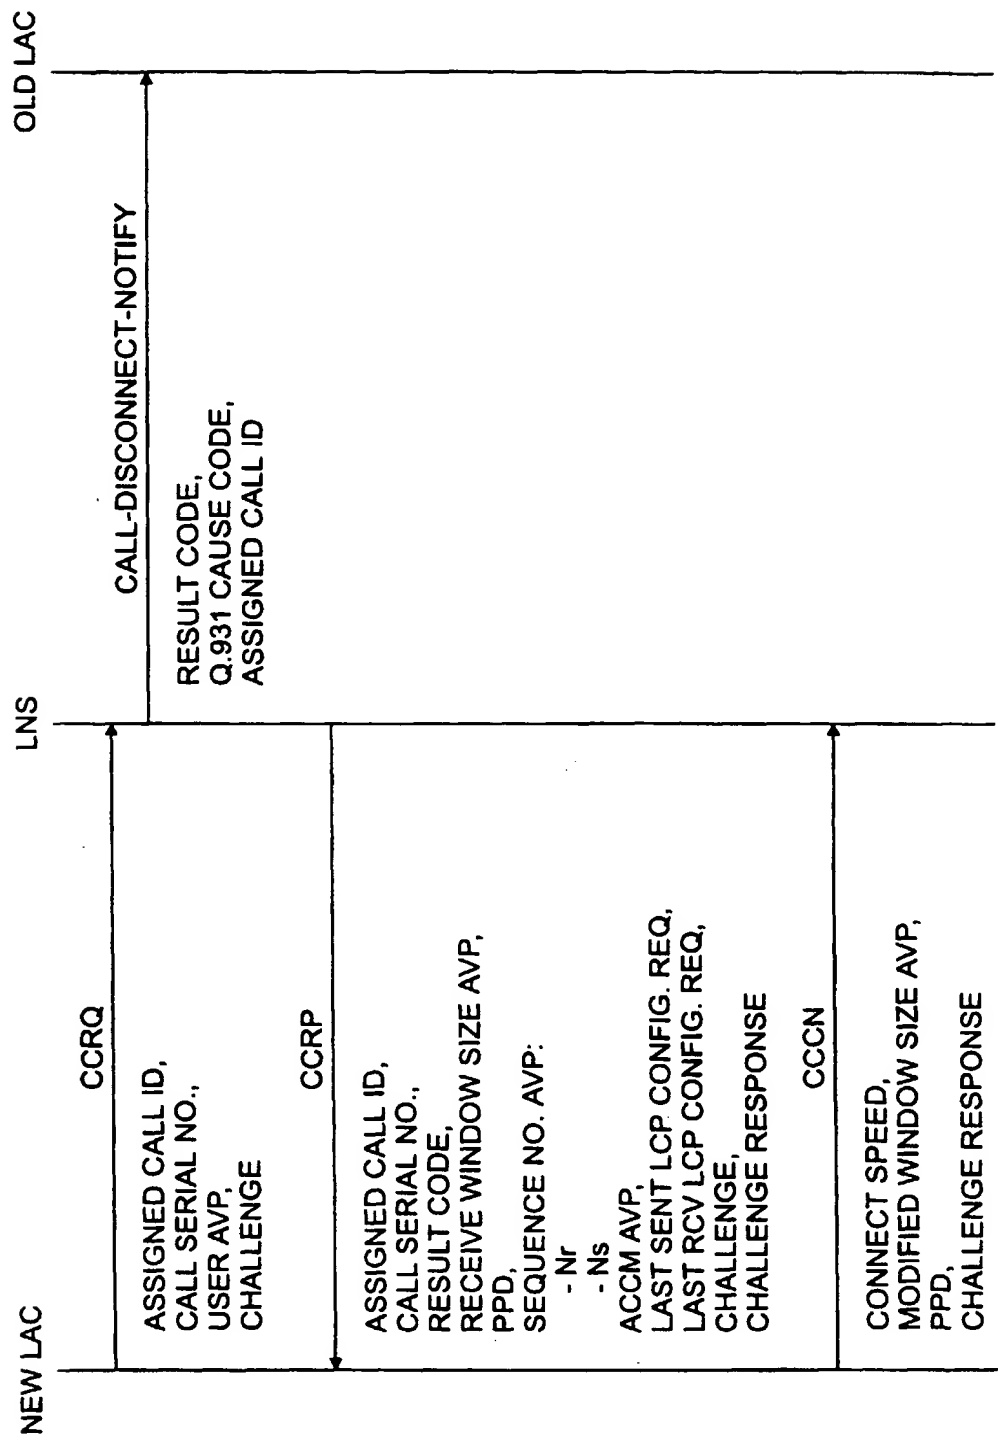 NEW LAC
LNS
OLD LAC
CCRQ
ASSIGNED CALL ID,
CALL SERIAL NO.,
USER AVP,
CHALLENGE
CALL-DISCONNECT-NOTIFY
RESULT CODE,
Q.931 CAUSE CODE,
ASSIGNED CALL ID
CCRP
ASSIGNED CALL ID,
CALL SERIAL NO.,
RESULT CODE,
RECEIVE WINDOW SIZE AVP,
PPD,
SEQUENCE NO. AVP:
- Nr
- Ns
ACCM AVP,
LAST SENT LCP CONFIG. REQ,
LAST RCV LCP CONFIG. REQ,
CHALLENGE,
CHALLENGE RESPONSE
CCCN
CONNECT SPEED,
MODIFIED WINDOW SIZE AVP,
PPD,
CHALLENGE RESPONSE